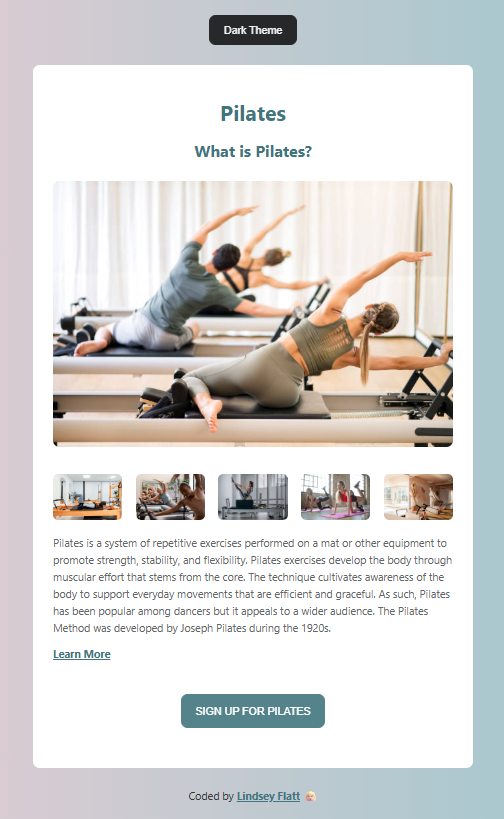 Dark Theme
Pilates
What is Pilates?
Pilates is a system of repetitive exercises performed on a mat or other equipment to
promote strength, stability, and flexibility. Pilates exercises develop the body through
muscular effort that stems from the core. The technique cultivates awareness of the
body to support everyday movements that are efficient and graceful. As such, Pilates
has been popular among dancers but it appeals to a wider audience. The Pilates
Method was developed by Joseph Pilates during the 1920s.
Learn More
SIGN UP FOR PILATES
Coded by Lindsey Flatt